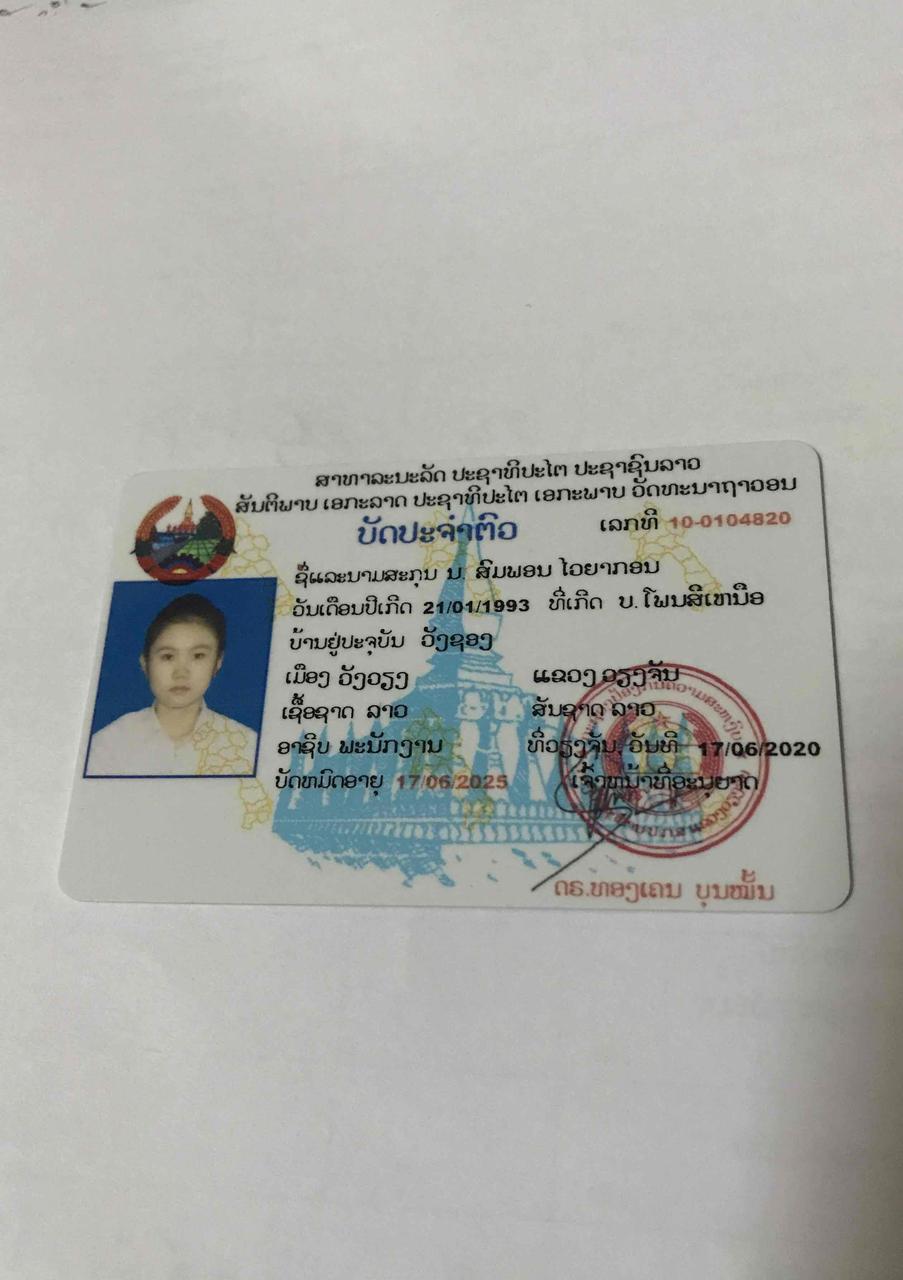 ສາທາລະນະລັດ ປະຊາທິປະໄຕ ປະຊາຊົນລາວ
ສັນຕິພາບ ເອກະລາດ ປະຊາທິປະໄຕ ເອກະພາບ ວັດທະນາຖາວອນ
ບັດປະຈຳຕົວ ເລກທີ 10-0104820
ຊື່ແລະນາມສະກຸນ ນ. ສົມພອນ ໄວຍາກອນ
ວັນເດືອນປີເກີດ 21/01/1993 ທີ່ເກີດ ບ.ໂພນສີເຫນືອ
ບ້ານຢູ່ປະຈຸບັນ ວັງຊອງ
ເມືອງ ວັງວຽງ ແຂວງ ວຽງຈັນ
ເຊື້ອຊາດ ລາວ ສັນຊາດ ລາວ
ອາຊິບ ພະນັກງານ ທີ່ວຽງຈັນ, ວັນທີ 17/06/2020
ບັດຫມົດອາຍຸ 17/06/2025 ເຈົ້າຫນ້າທີ່ອະນຸຍາດ
ດຣ.ທອງເຄນ ບຸນໝັ້ນ